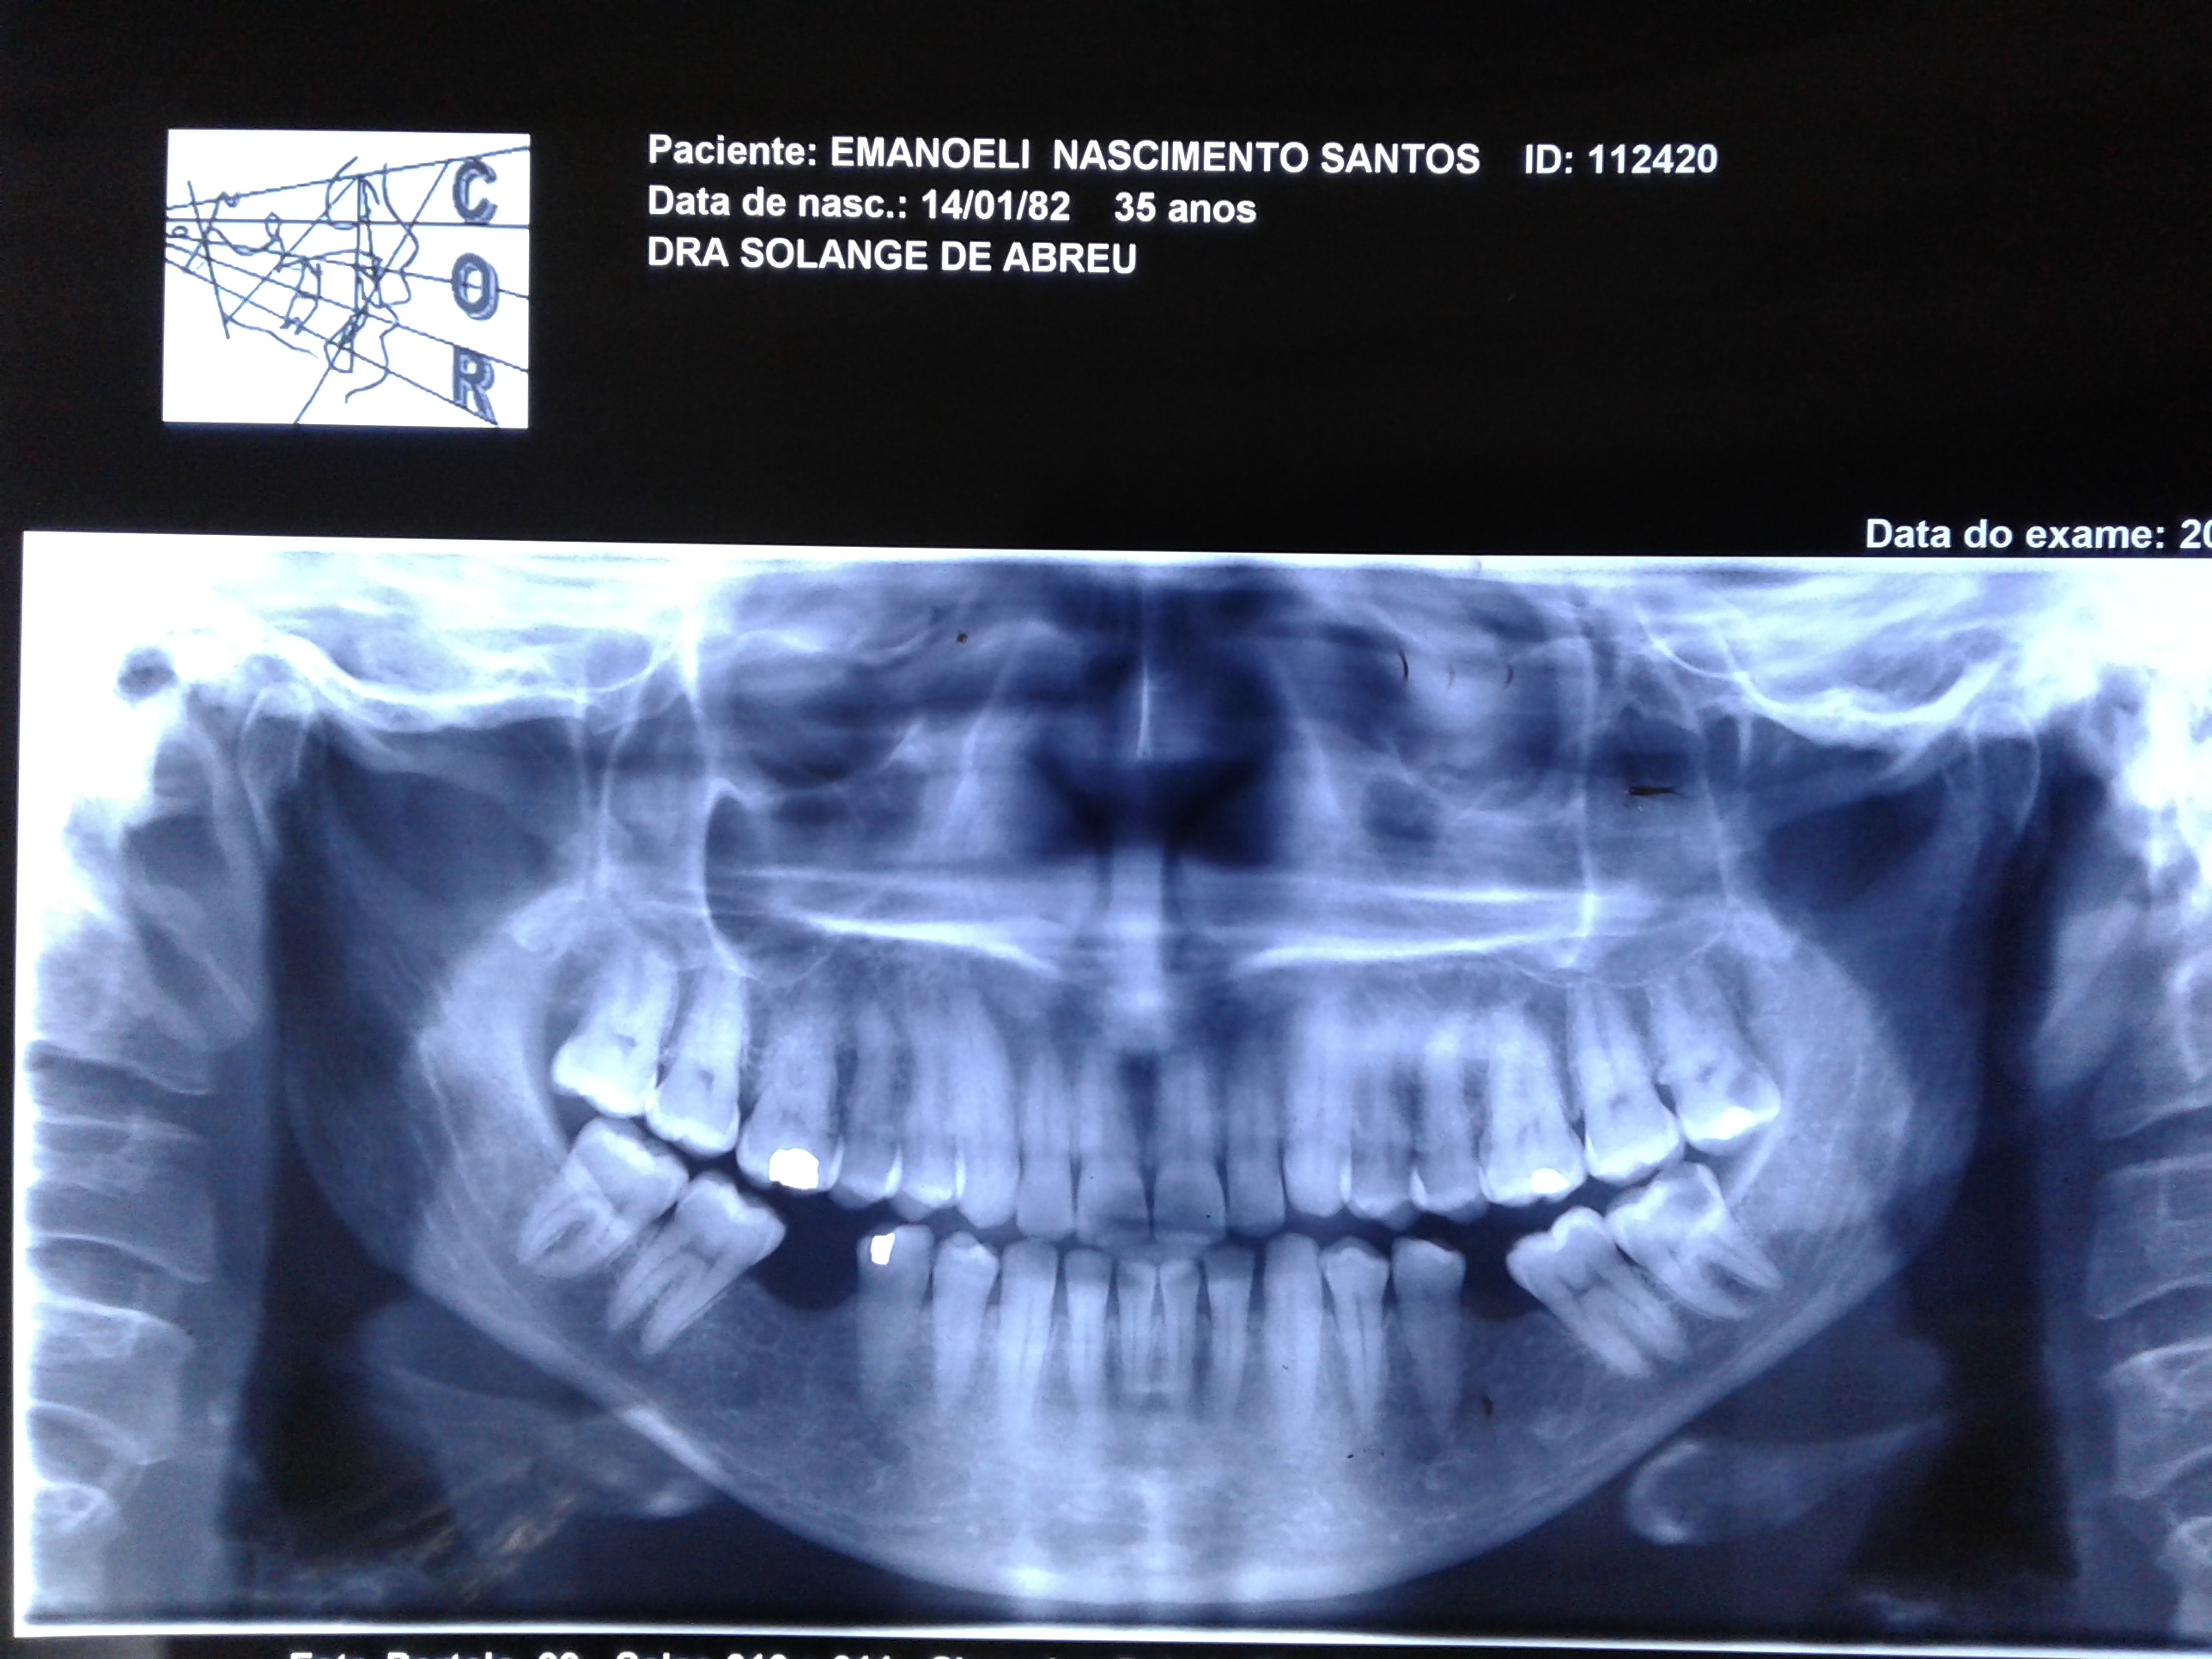 C
O
R
Paciente: EMANOELI NASCIMENTO SANTOS ID: 112420
Data de nasc.: 14/01/82 35 anos
DRA SOLANGE DE ABREU
Data do exame: 20